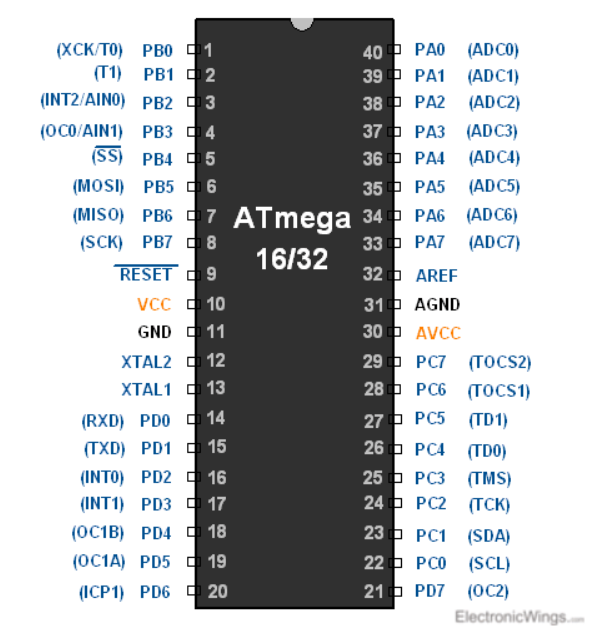 (XCK/T0) PB0 1 40 PA0 (ADC0)
(T1) PB1 2 39 PA1 (ADC1)
(INT2/AIN0) PB2 3 38 PA2 (ADC2)
(OC0/AIN1) PB3 4 37 PA3 (ADC3)
(SS) PB4 5 36 PA4 (ADC4)
(MOSI) PB5 6 35 PA5 (ADC5)
(MISO) PB6 7 ATmega 34 PA6 (ADC6)
(SCK) PB7 8 16/32 33 PA7 (ADC7)
RESET 9 32 AREF
VCC 10 31 AGND
GND 11 30 AVCC
XTAL2 12 29 PC7 (TOCS2)
XTAL1 13 28 PC6 (TOCS1)
(RXD) PD0 14 27 PC5 (TD1)
(TXD) PD1 15 26 PC4 (TD0)
(INT0) PD2 16 25 PC3 (TMS)
(INT1) PD3 17 24 PC2 (TCK)
(OC1B) PD4 18 23 PC1 (SDA)
(OC1A) PD5 19 22 PC0 (SCL)
(ICP1) PD6 20 21 PD7 (OC2)
ElectronicWings.com